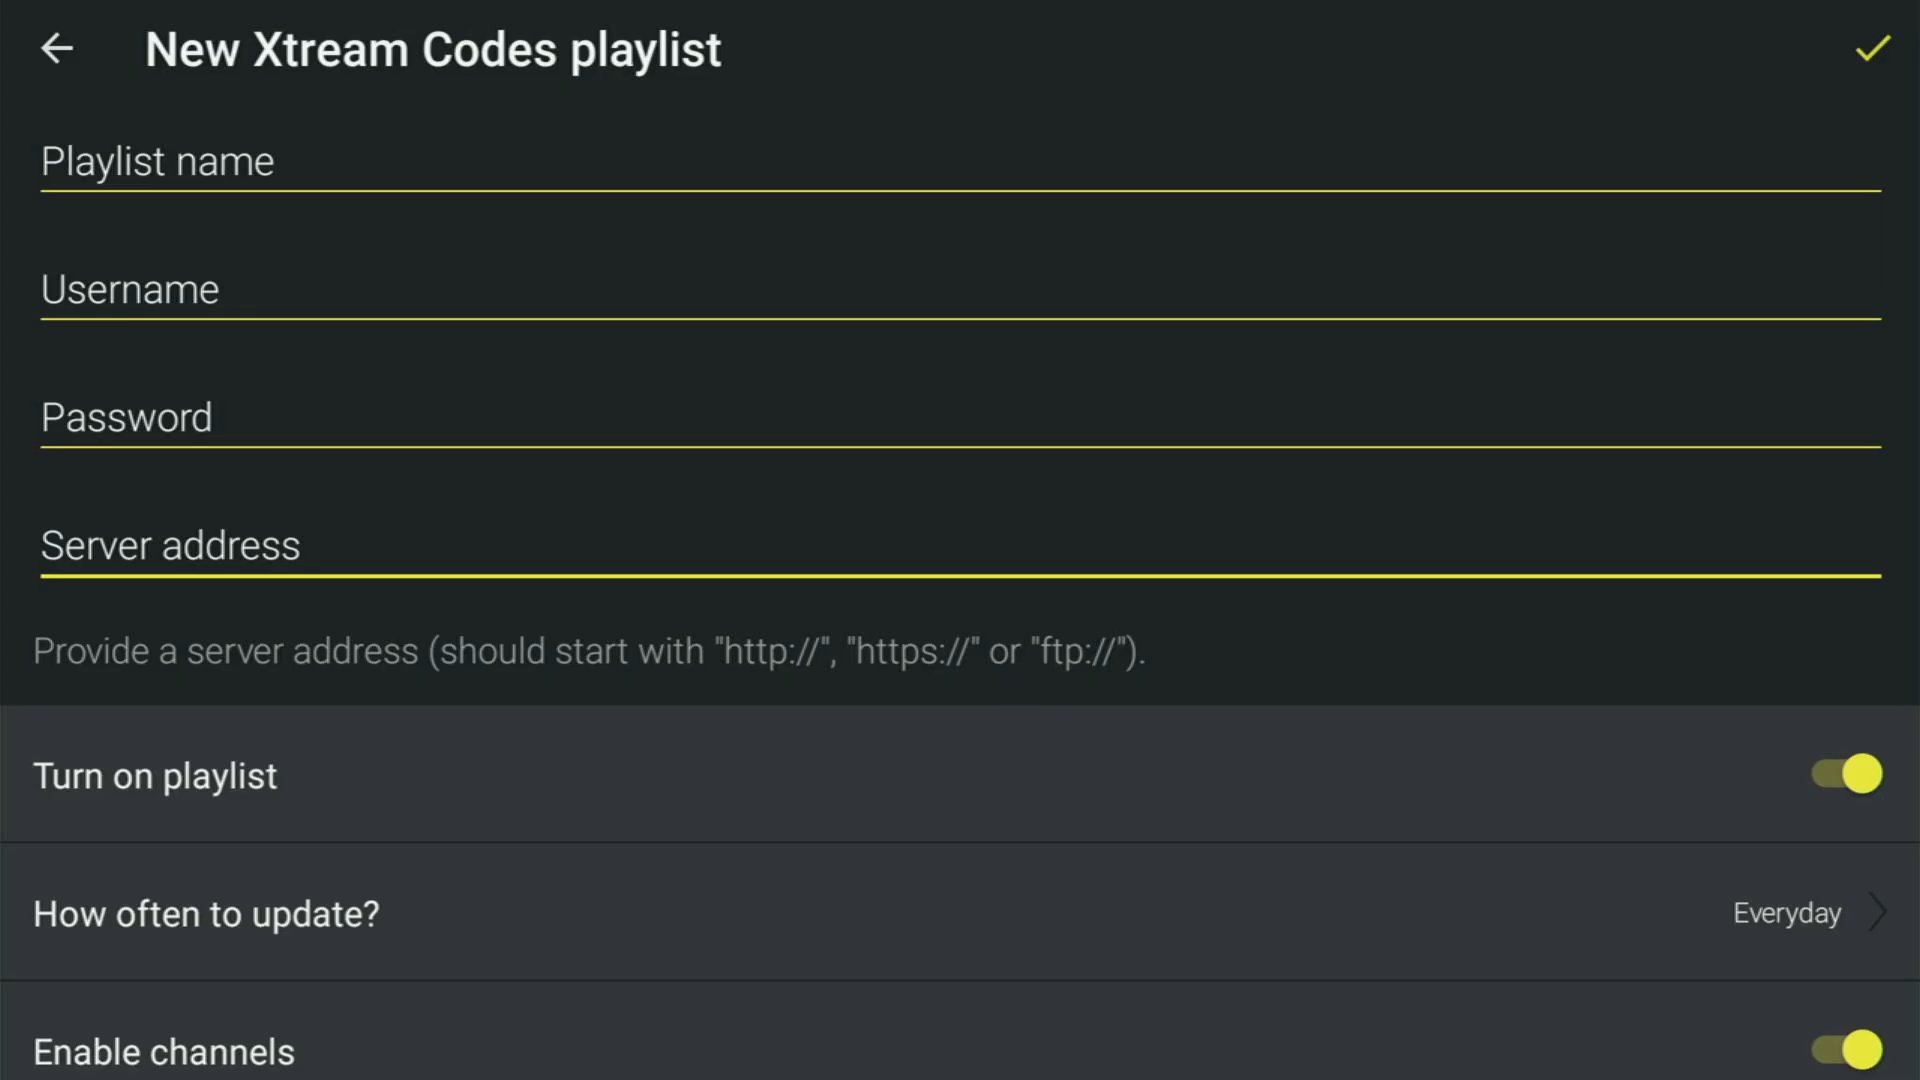 New Xtream Codes playlist
Playlist name
Username
Password
Server address
Provide a server address (should start with "http://", "https://" or "ftp://").
Turn on playlist
How often to update? Everyday
Enable channels